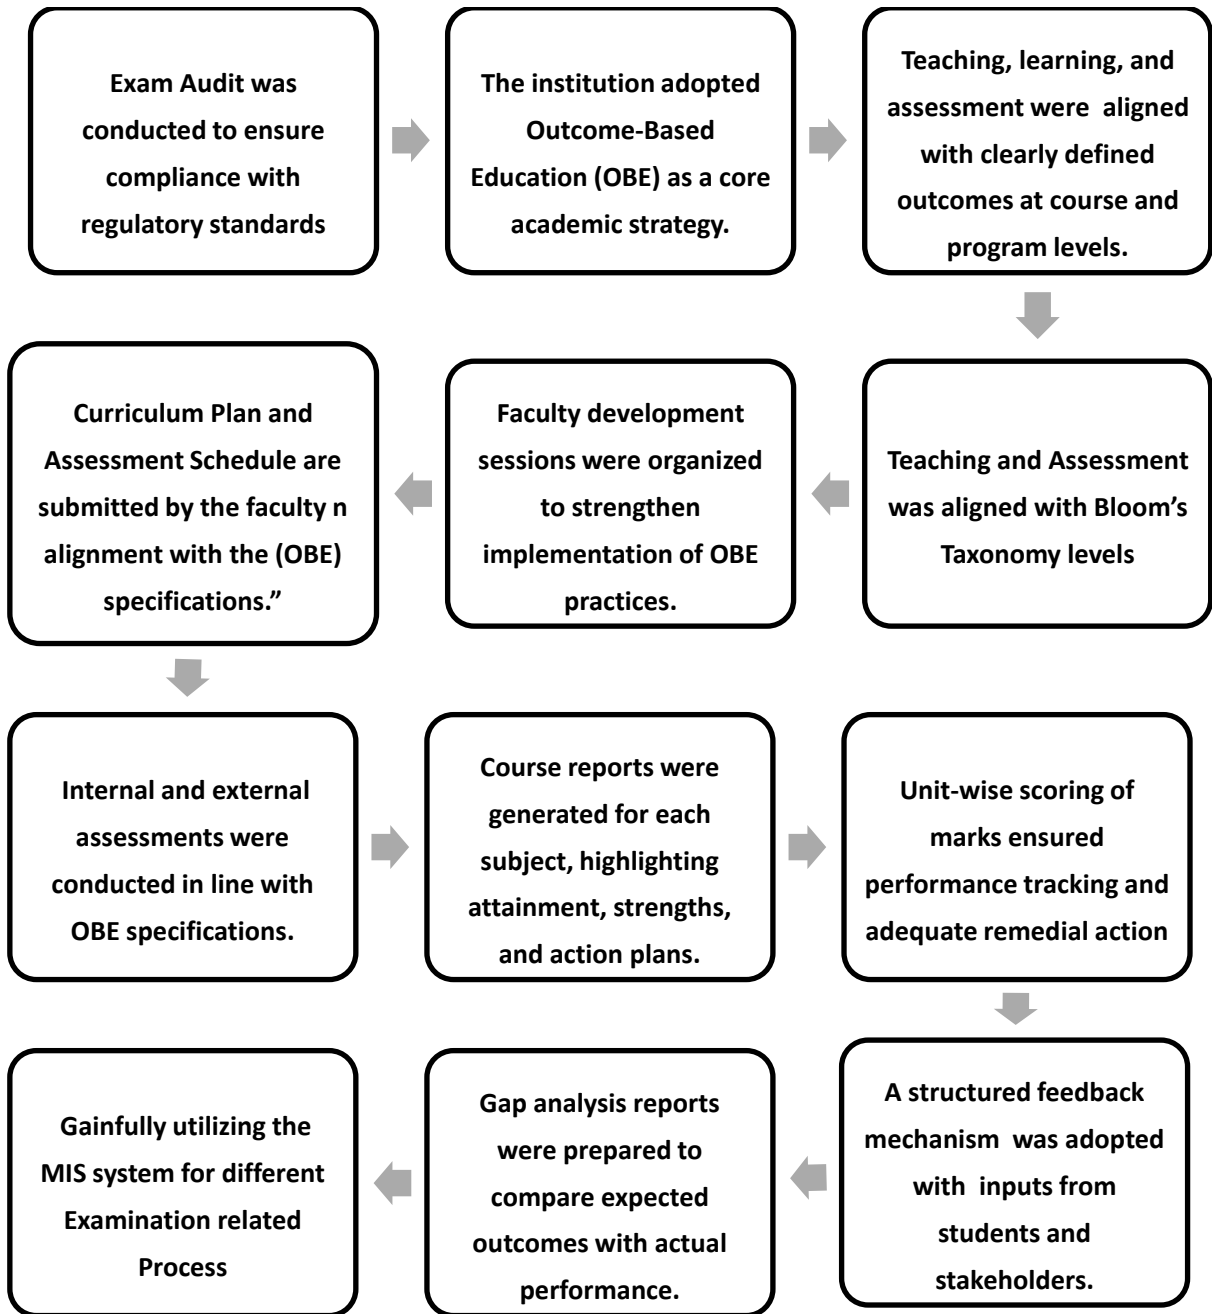 Exam Audit was
conducted to ensure
compliance with
regulatory standards
The institution adopted
Outcome-Based
Education (OBE) as a core
academic strategy.
Teaching, learning, and
assessment were aligned
with clearly defined
outcomes at course and
program levels.
Teaching and Assessment
was aligned with Bloom’s
Taxonomy levels
Faculty development
sessions were organized
to strengthen
implementation of OBE
practices.
Curriculum Plan and
Assessment Schedule are
submitted by the faculty n
alignment with the (OBE)
specifications.”
Internal and external
assessments were
conducted in line with
OBE specifications.
Course reports were
generated for each
subject, highlighting
attainment, strengths,
and action plans.
Unit-wise scoring of
marks ensured
performance tracking and
adequate remedial action
A structured feedback
mechanism was adopted
with inputs from
students and
stakeholders.
Gap analysis reports
were prepared to
compare expected
outcomes with actual
performance.
Gainfully utilizing the
MIS system for different
Examination related
Process